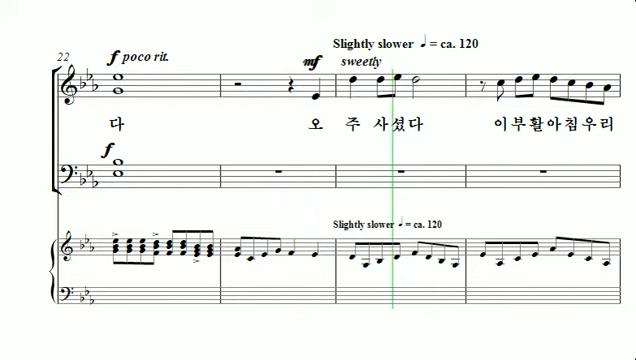 Slightly slower ♩ = ca. 120
22 f poco rit. mf sweetly
다 오 주 사셨다 이부활아침우리
f
Slightly slower ♩ = ca. 120